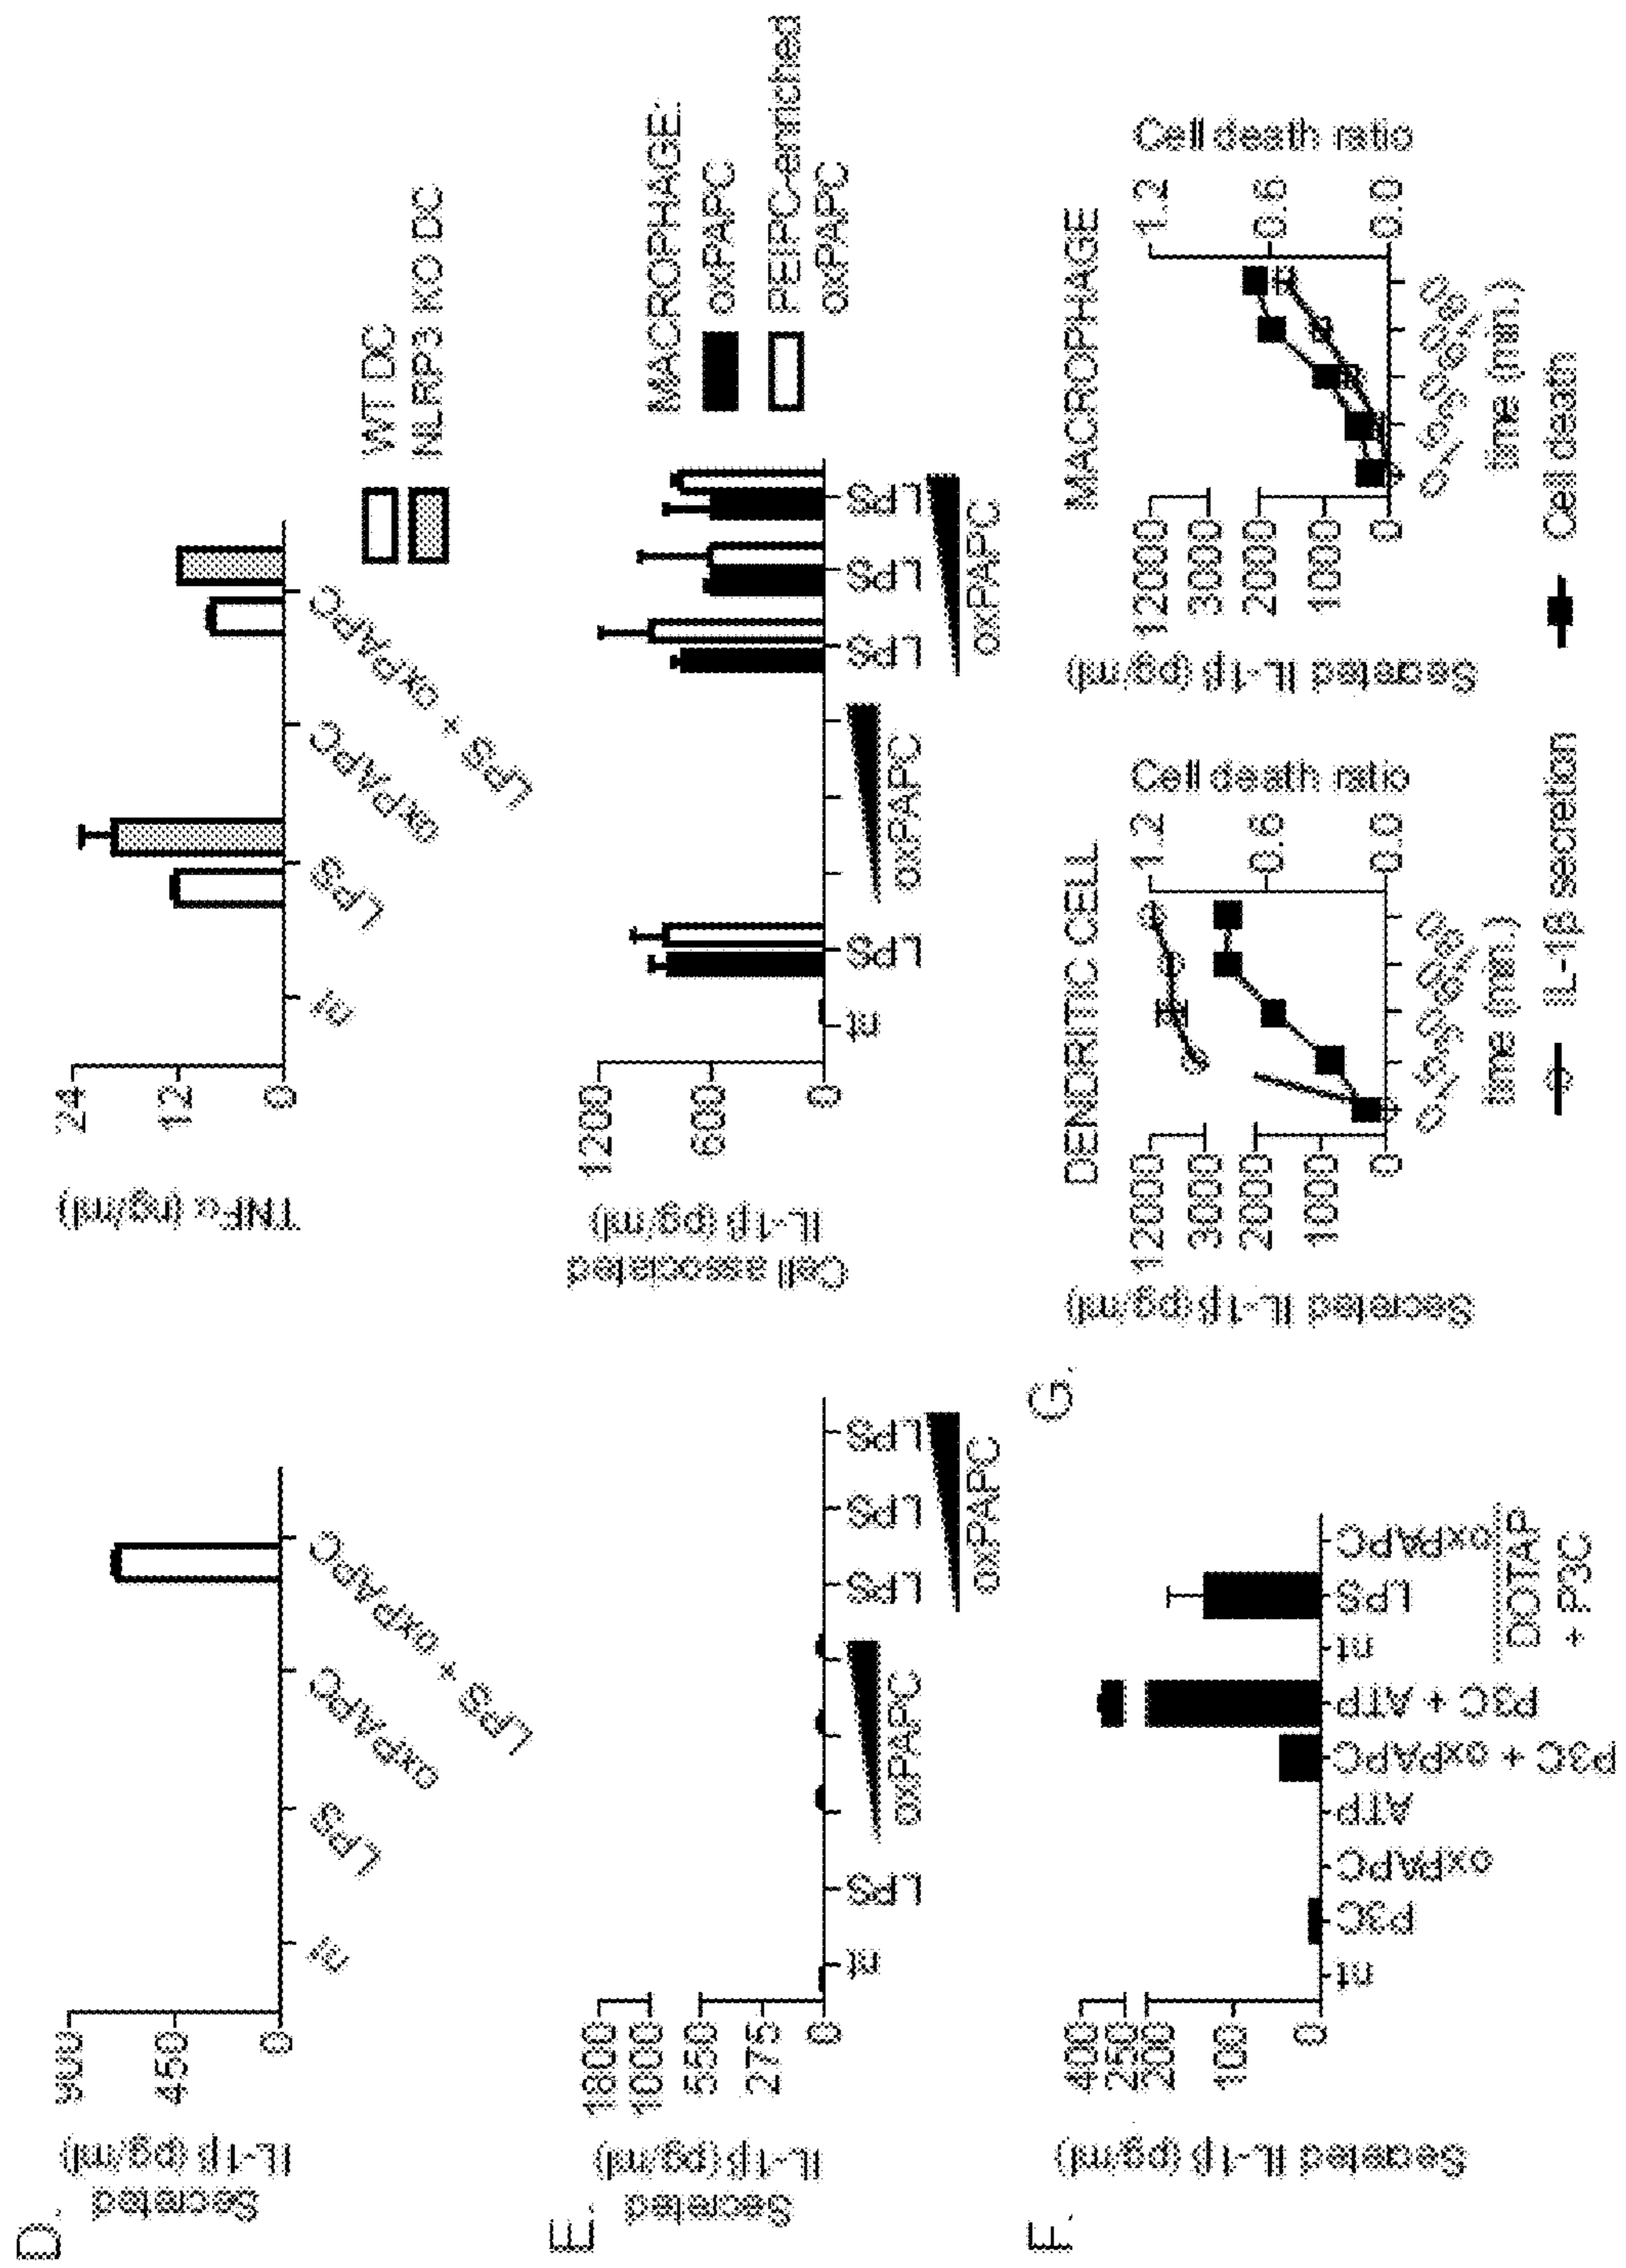 D.
Secreted
IL-1β (pg/ml)
900
450
0
nt
LPS
oxPAPC
LPS + oxPAPC
TNFα (ng/ml)
24
12
0
nt
LPS
oxPAPC
LPS + oxPAPC
WT DC
NLRP3 KO DC
E.
Secreted
IL-1β (pg/ml)
1800
1000
550
275
0
nt
LPS
oxPAPC
LPS
LPS
LPS
oxPAPC
Cell associated
IL-1β (pg/ml)
1200
600
0
nt
LPS
oxPAPC
LPS
LPS
LPS
oxPAPC
MACROPHAGE:
oxPAPC
PEIPC-enriched
oxPAPC
F.
Secreted IL-1β (pg/ml)
400
250
200
100
0
nt
P3C
oxPAPC
ATP
P3C + oxPAPC
P3C + ATP
nt
LPS
oxPAPC
DOTAP
+ P3C
G.
DENDRITIC CELL
Secreted IL-1β (pg/ml)
12000
3000
2000
1000
0
Cell death ratio
1.2
0.6
0.0
time (min.)
MACROPHAGE
Secreted IL-1β (pg/ml)
12000
3000
2000
1000
0
Cell death ratio
1.2
0.6
0.0
time (min.)
IL-1β secretion
Cell death